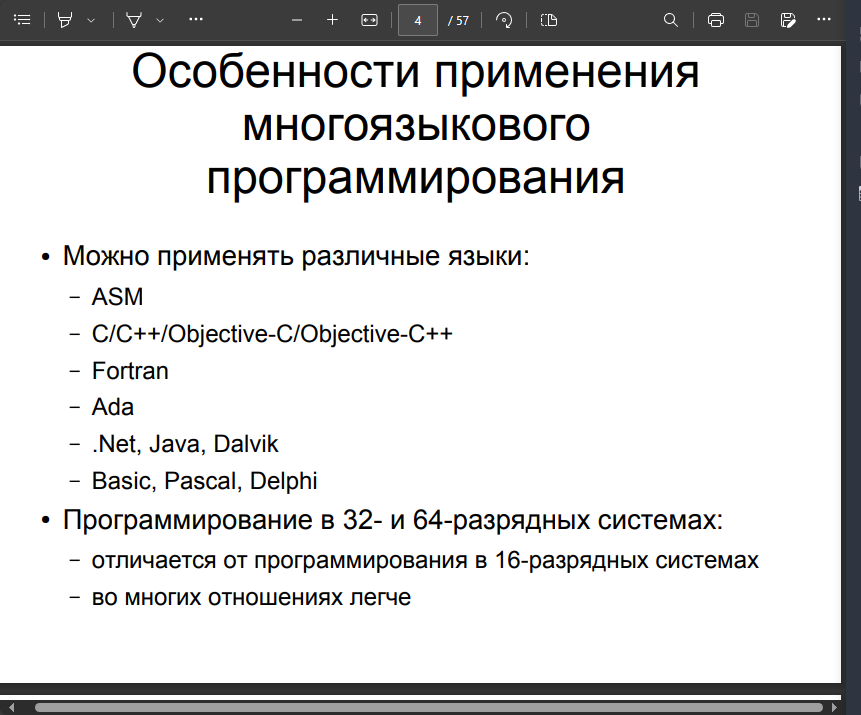 4 / 57
Особенности применения
многоязыкового
программирования
• Можно применять различные языки:
– ASM
– C/C++/Objective-C/Objective-C++
– Fortran
– Ada
– .Net, Java, Dalvik
– Basic, Pascal, Delphi
• Программирование в 32- и 64-разрядных системах:
– отличается от программирования в 16-разрядных системах
– во многих отношениях легче